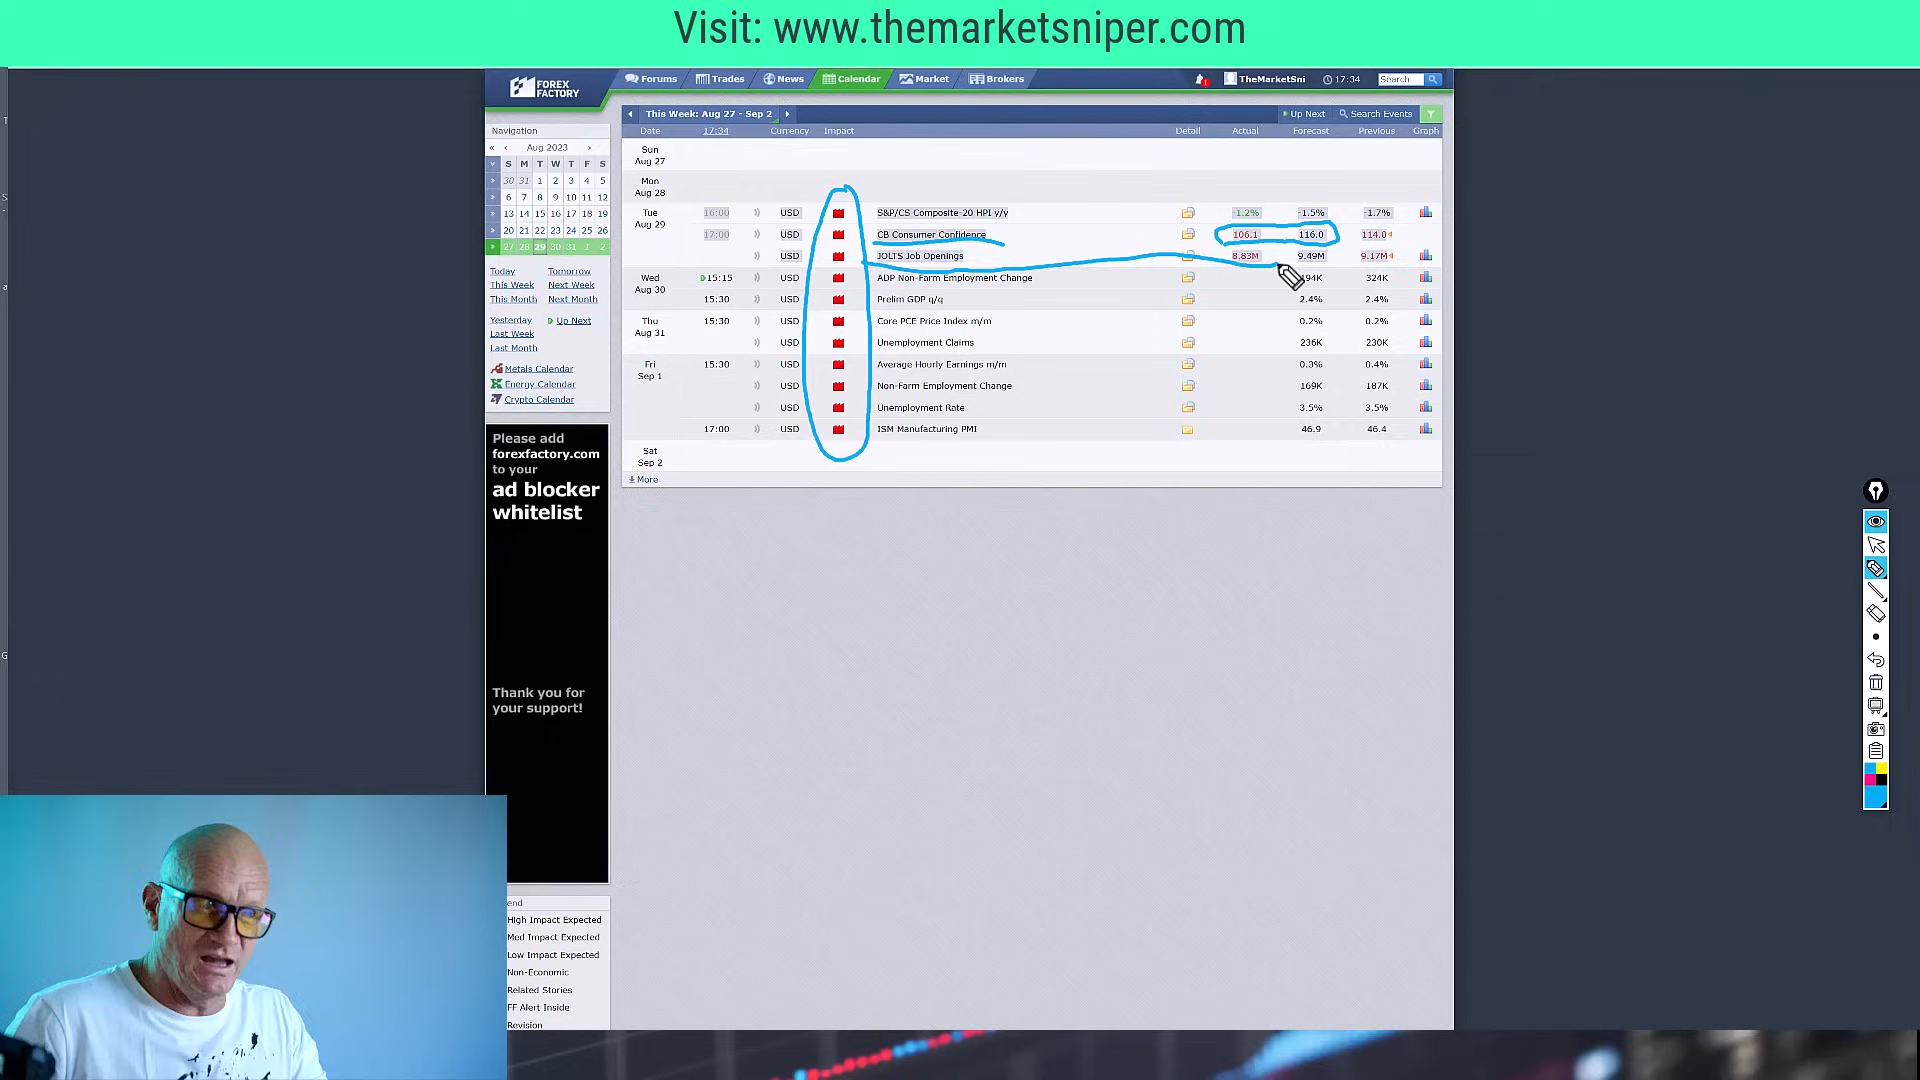 Visit: www.themarketsniper.com
FOREX
FACTORY
Forums Trades News Calendar Market Brokers
TheMarketSni 17:34 Search
This Week: Aug 27 - Sep 2
Up Next Search Events
Date 17:34 Currency Impact Detail Actual Forecast Previous Graph
Sun
Aug 27
Mon
Aug 28
Tue
Aug 29
16:00 USD S&P/CS Composite-20 HPI y/y -1.2% -1.5% -1.7%
17:00 USD CB Consumer Confidence 106.1 116.0 114.0
USD JOLTS Job Openings 8.83M 9.49M 9.17M
Wed
Aug 30
15:15 USD ADP Non-Farm Employment Change 324K
15:30 USD Prelim GDP q/q 2.4% 2.4%
Thu
Aug 31
15:30 USD Core PCE Price Index m/m 0.2% 0.2%
USD Unemployment Claims 236K 230K
Fri
Sep 1
15:30 USD Average Hourly Earnings m/m 0.3% 0.4%
USD Non-Farm Employment Change 169K 187K
USD Unemployment Rate 3.5% 3.5%
17:00 USD ISM Manufacturing PMI 46.9 46.4
Sat
Sep 2
More
Navigation
« ‹ Aug 2023 ›
S M T W T F S
30 31 1 2 3 4 5
6 7 8 9 10 11 12
13 14 15 16 17 18 19
20 21 22 23 24 25 26
27 28 29 30 31 1 2
Today Tomorrow
This Week Next Week
This Month Next Month
Yesterday Up Next
Last Week
Last Month
Metals Calendar
Energy Calendar
Crypto Calendar
Please add
forexfactory.com
to your
ad blocker
whitelist
Thank you for
your support!
end
High Impact Expected
Med Impact Expected
Low Impact Expected
Non-Economic
Related Stories
FF Alert Inside
Revision